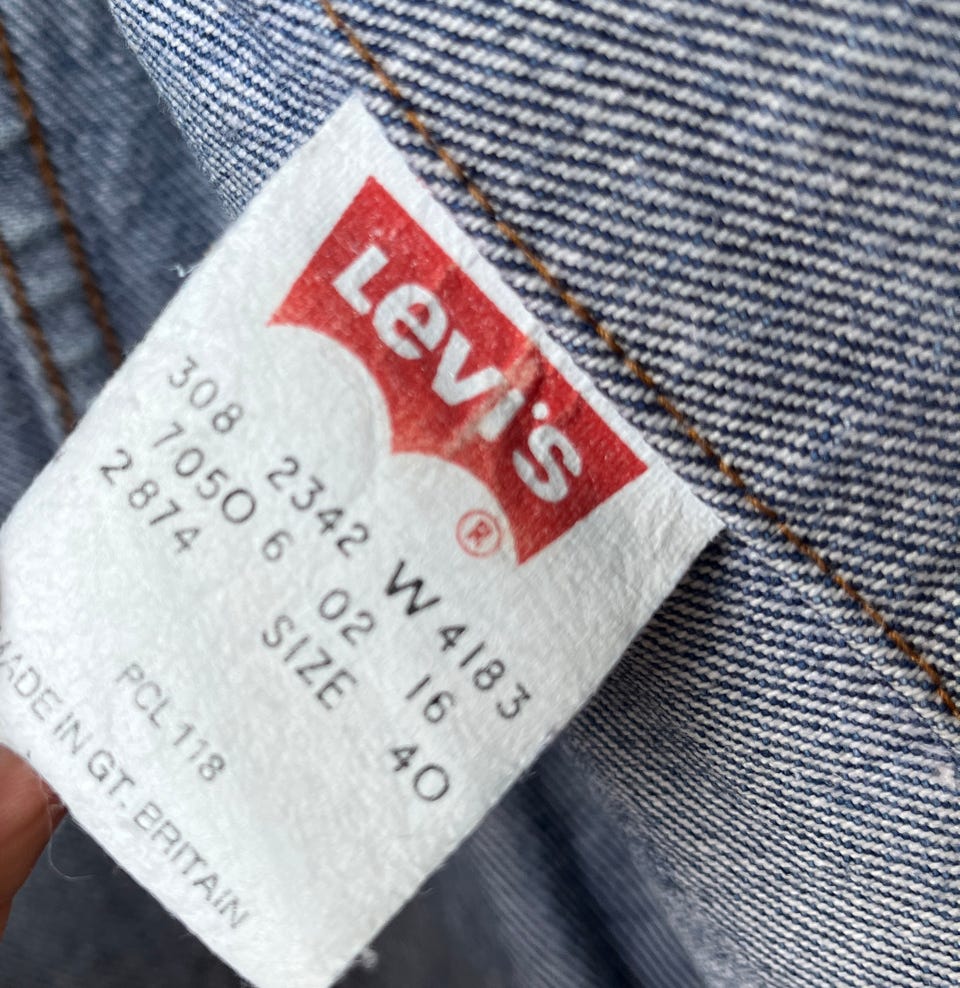 Levi's
®
308 2342 W 4183
7050 6 02 16
2874 SIZE 40
PCL 118
MADE IN GT. BRITAIN